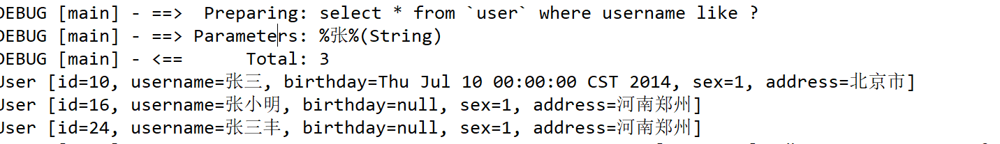 DEBUG [main] - ==>  Preparing: select * from `user` where username like ?
DEBUG [main] - ==> Parameters: %张%(String)
DEBUG [main] - <==      Total: 3
User [id=10, username=张三, birthday=Thu Jul 10 00:00:00 CST 2014, sex=1, address=北京市]
User [id=16, username=张小明, birthday=null, sex=1, address=河南郑州]
User [id=24, username=张三丰, birthday=null, sex=1, address=河南郑州]